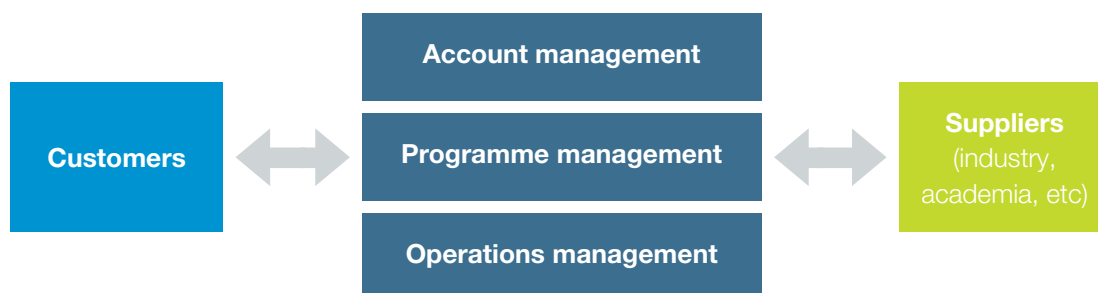 Account management
Customers
Programme management
Suppliers
(industry,
academia, etc)
Operations management